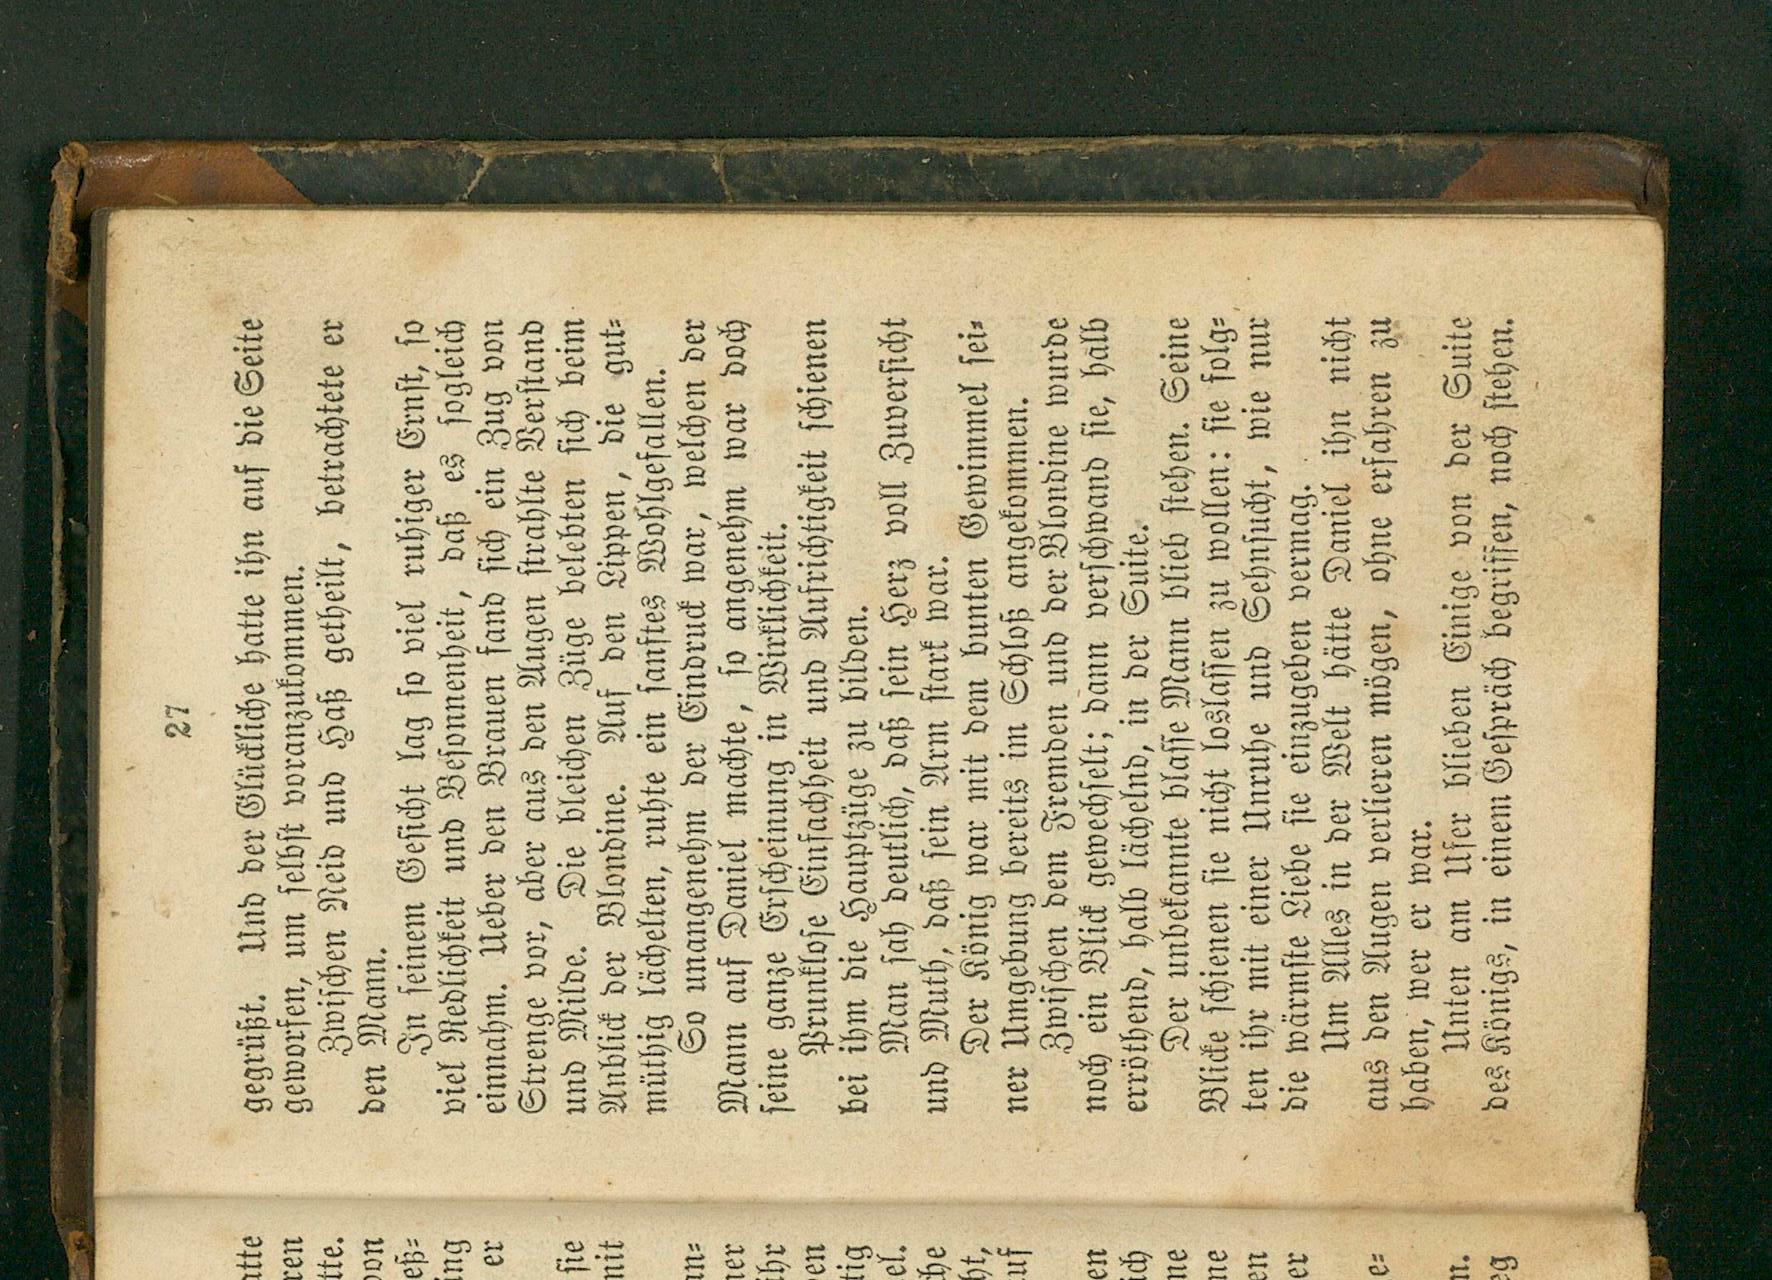 27
gegrüßt. Und der Glückliche hatte ihn auf die Seite
geworfen, um selbst voranzukommen.
Zwischen Neid und Haß getheilt, betrachtete er
den Mann.
In seinem Gesicht lag so viel ruhiger Ernst, so
viel Redlichkeit und Besonnenheit, daß es sogleich
einnahm. Ueber den Brauen fand sich ein Zug von
Strenge vor, aber aus den Augen strahlte Verstand
und Milde. Die bleichen Züge belebten sich beim
Anblick der Blondine. Auf den Lippen, die gut-
müthig lächelten, ruhte ein sanftes Wohlgefallen.
So unangenehm der Eindruck war, welchen der
Mann auf Daniel machte, so angenehm war doch
seine ganze Erscheinung in Wirklichkeit.
Prunklose Einfachheit und Aufrichtigkeit schienen
bei ihm die Hauptzüge zu bilden.
Man sah deutlich, daß sein Herz voll Zuversicht
und Muth, daß sein Arm stark war.
Der König war mit dem bunten Gewimmel sei-
ner Umgebung bereits im Schloß angekommen.
Zwischen dem Fremden und der Blondine wurde
noch ein Blick gewechselt; dann verschwand sie, halb
erröthend, halb lächelnd, in der Suite.
Der unbekannte blasse Mann blieb stehen. Seine
Blicke schienen sie nicht loslassen zu wollen: sie folg-
ten ihr mit einer Unruhe und Sehnsucht, wie nur
die wärmste Liebe sie einzugeben vermag.
Um Alles in der Welt hätte Daniel ihn nicht
aus den Augen verlieren mögen, ohne erfahren zu
haben, wer er war.
Unten am Ufer blieben Einige von der Suite
des Königs, in einem Gespräch begriffen, noch stehen.